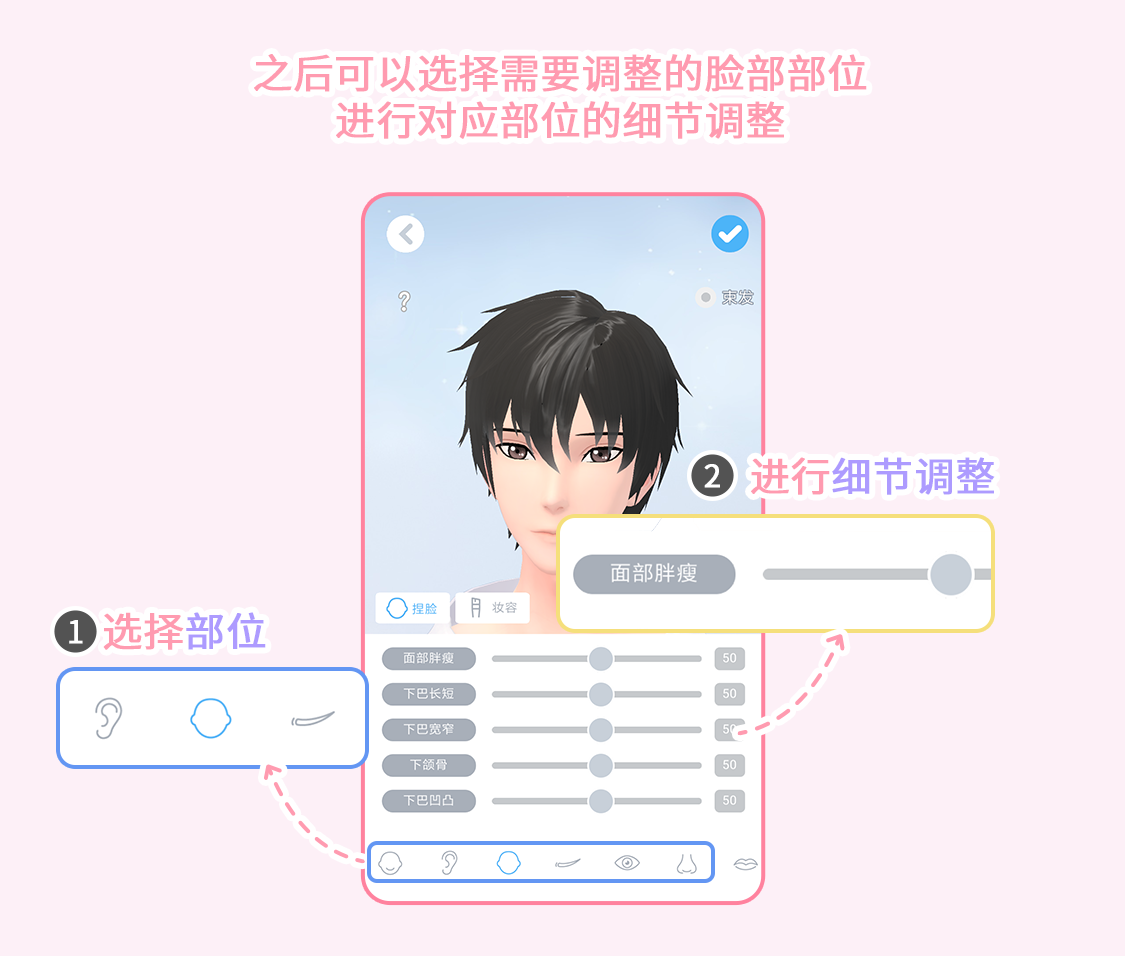 之后可以选择需要调整的脸部部位
进行对应部位的细节调整
?
束发
2 进行细节调整
面部胖瘦
捏脸
妆容
1 选择部位
面部胖瘦 50
下巴长短 50
下巴宽窄 50
下颌骨 50
下巴凹凸 50